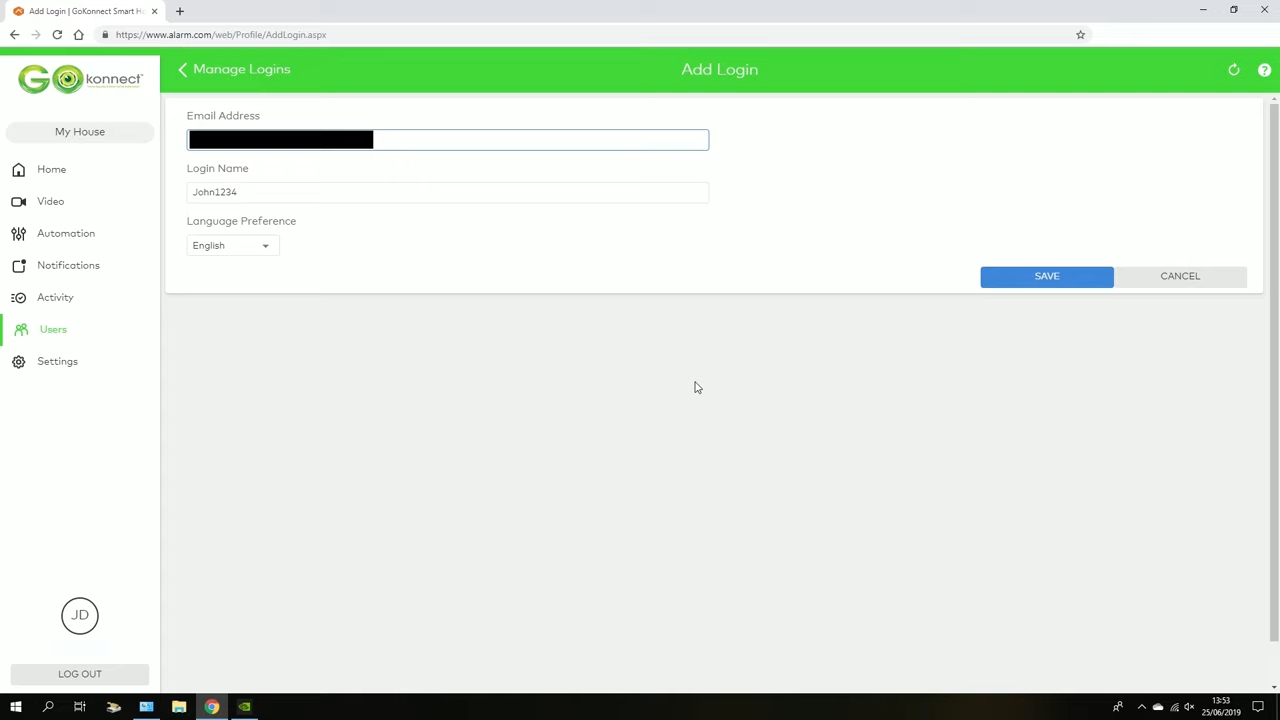 Add Login | GoKonnect Smart H
https://www.alarm.com/web/Profile/AddLogin.aspx
GO konnect
Manage Logins
Add Login
My House
Home
Video
Automation
Notifications
Activity
Users
Settings
JD
LOG OUT
Email Address
Login Name
John1234
Language Preference
English
SAVE
CANCEL
13:53
25/06/2019